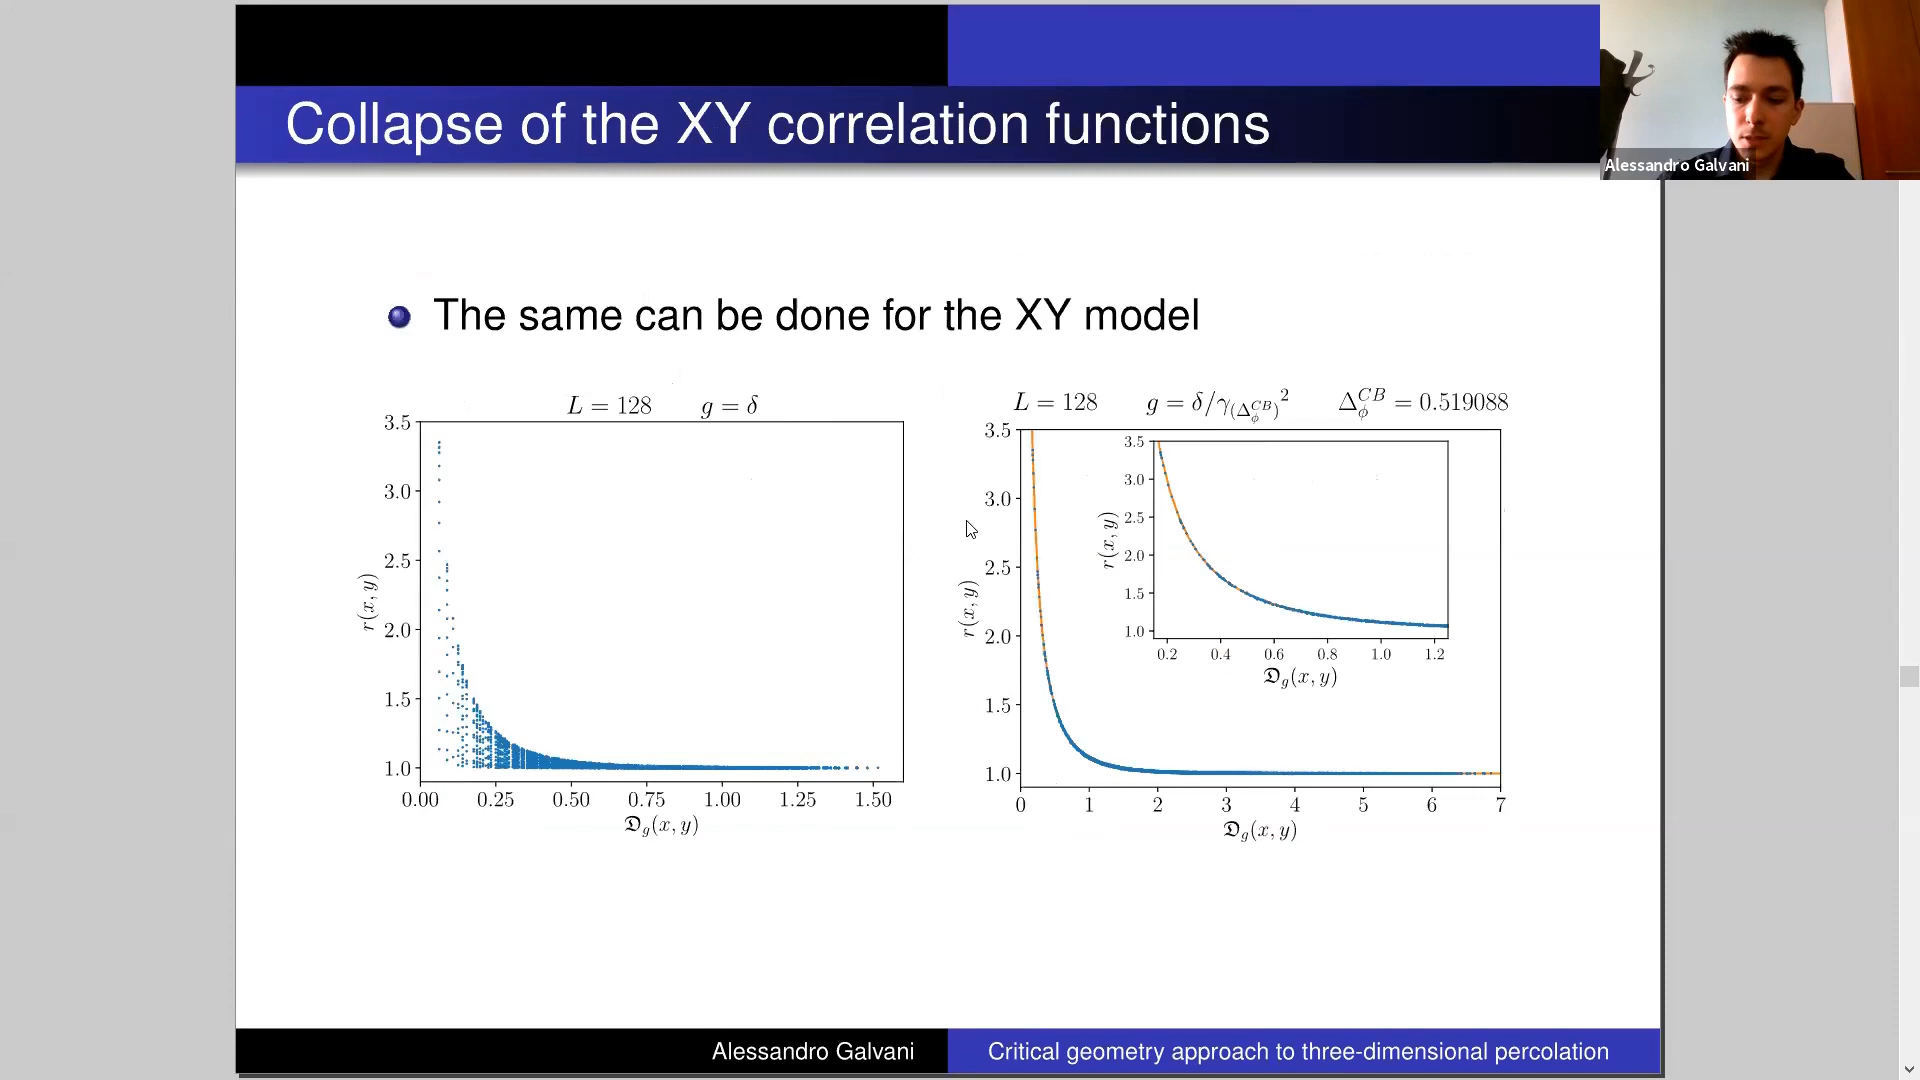 Collapse of the XY correlation functions
Alessandro Galvani
The same can be done for the XY model
L = 128 g = δ
3.5
3.0
2.5
2.0
1.5
1.0
r(x, y)
0.00 0.25 0.50 0.75 1.00 1.25 1.50
𝔇g(x, y)
L = 128 g = δ/γ(Δϕ^CB)² Δϕ^CB = 0.519088
3.5
3.0
2.5
2.0
1.5
1.0
r(x, y)
3.5
3.0
2.5
2.0
1.5
1.0
r(x, y)
0.2 0.4 0.6 0.8 1.0 1.2
𝔇g(x, y)
0 1 2 3 4 5 6 7
𝔇g(x, y)
Alessandro Galvani Critical geometry approach to three-dimensional percolation